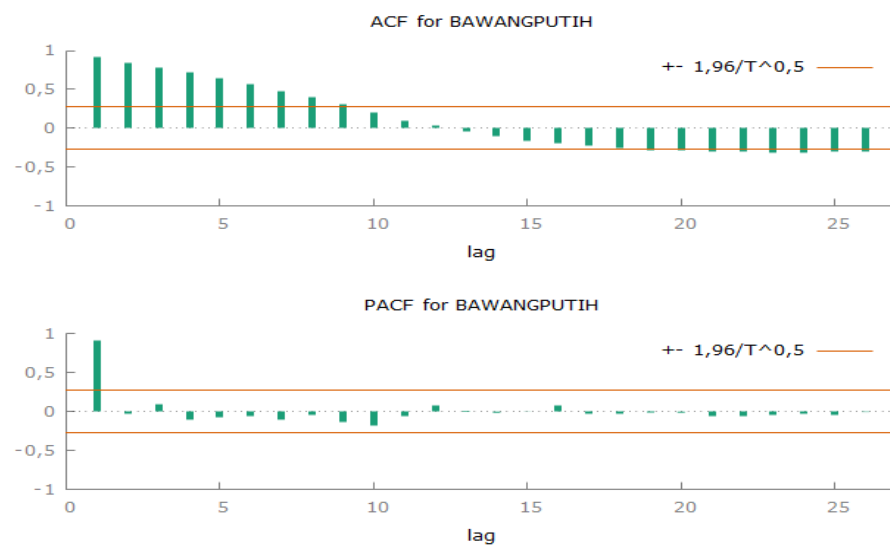 ACF for BAWANGPUTIH
+- 1,96/T^0,5
1
0,5
0
-0,5
-1
0 5 10 15 20 25
lag
PACF for BAWANGPUTIH
+- 1,96/T^0,5
1
0,5
0
-0,5
-1
0 5 10 15 20 25
lag